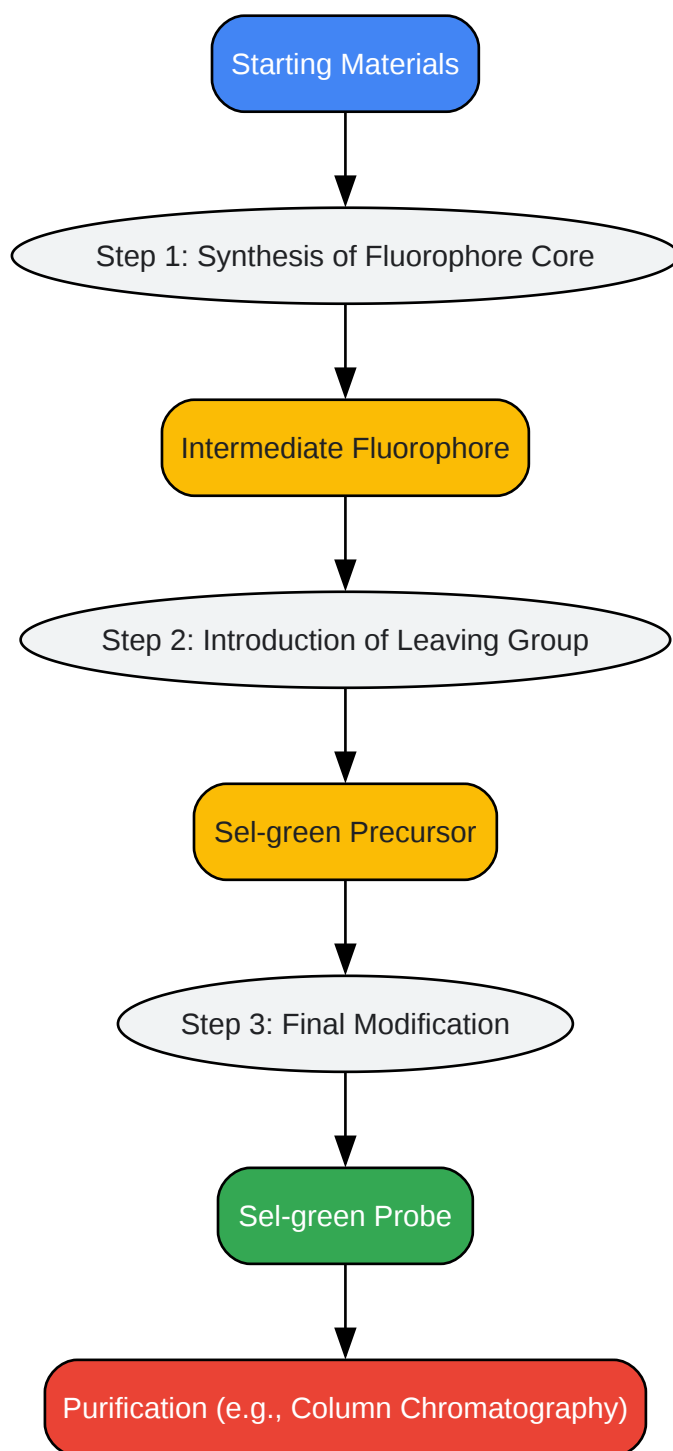 Starting Materials
Step 1: Synthesis of Fluorophore Core
Intermediate Fluorophore
Step 2: Introduction of Leaving Group
Sel-green Precursor
Step 3: Final Modification
Sel-green Probe
Purification (e.g., Column Chromatography)